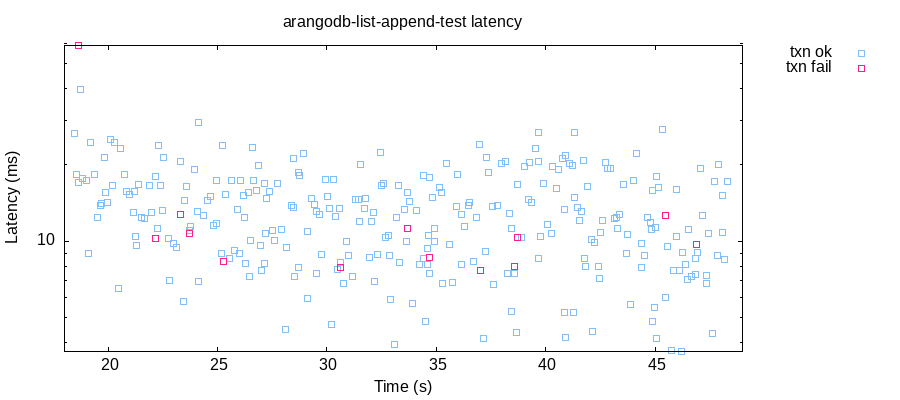 arangodb-list-append-test latency
txn ok
txn fail
Latency (ms)
10
20 25 30 35 40 45
Time (s)